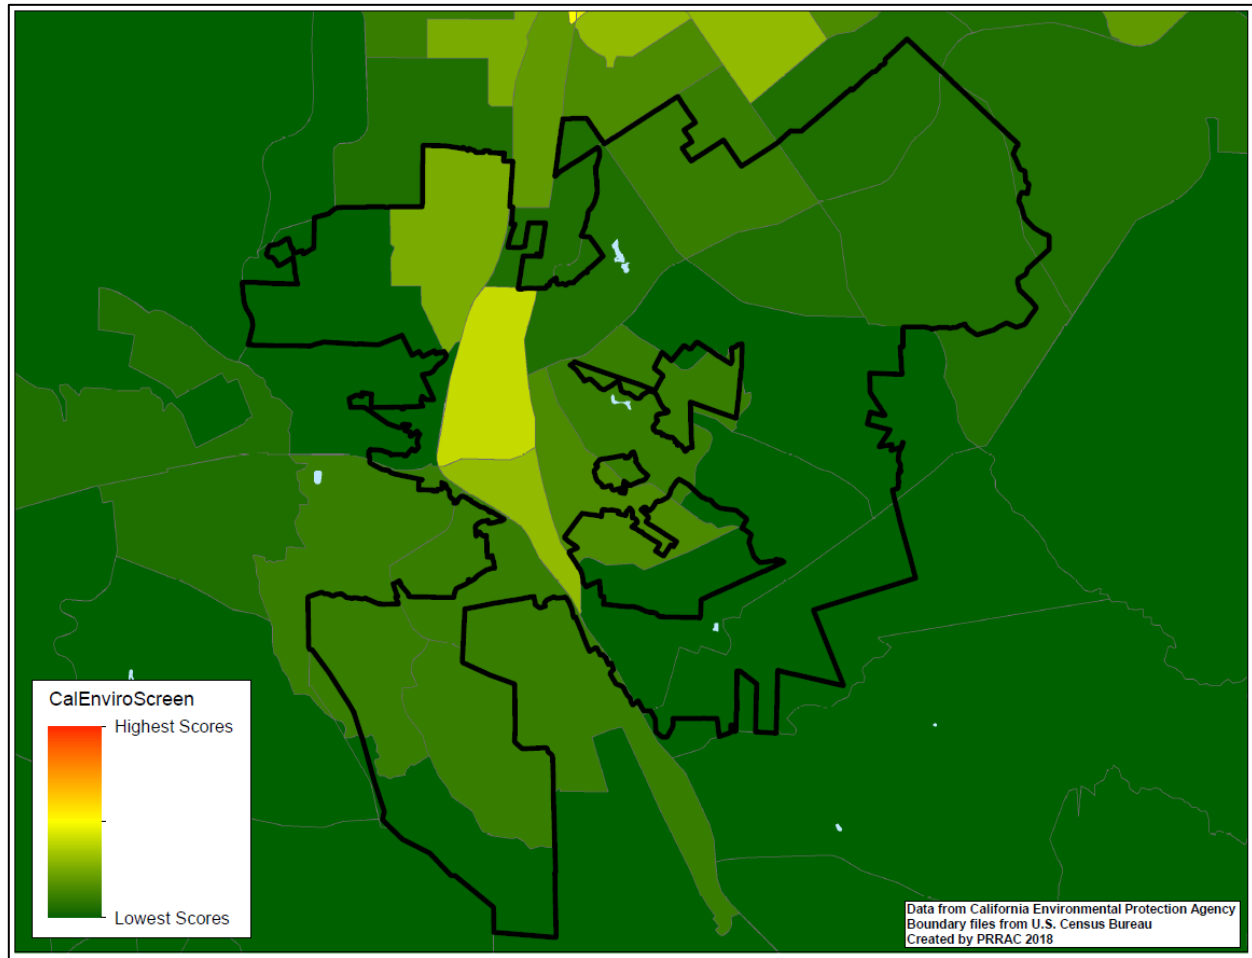 CalEnviroScreen
Highest Scores
Lowest Scores
Data from California Environmental Protection Agency
Boundary files from U.S. Census Bureau
Created by PRRAC 2018